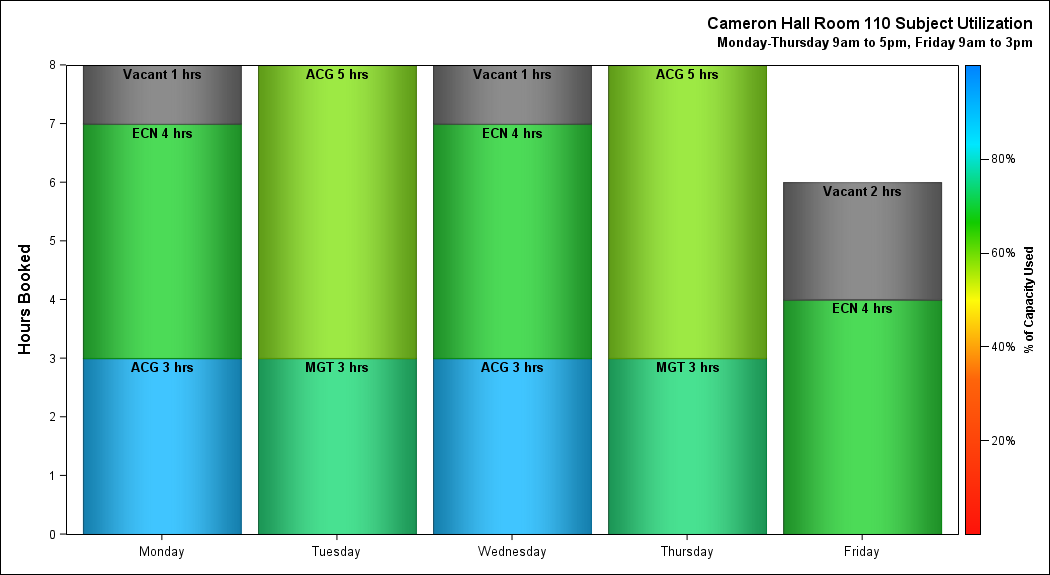 Cameron Hall Room 110 Subject Utilization
Monday-Thursday 9am to 5pm, Friday 9am to 3pm
Hours Booked
8
7
6
5
4
3
2
1
0
Vacant 1 hrs
ECN 4 hrs
ACG 3 hrs
ACG 5 hrs
MGT 3 hrs
Vacant 1 hrs
ECN 4 hrs
ACG 3 hrs
ACG 5 hrs
MGT 3 hrs
Vacant 2 hrs
ECN 4 hrs
Monday
Tuesday
Wednesday
Thursday
Friday
80%
60%
40%
20%
% of Capacity Used